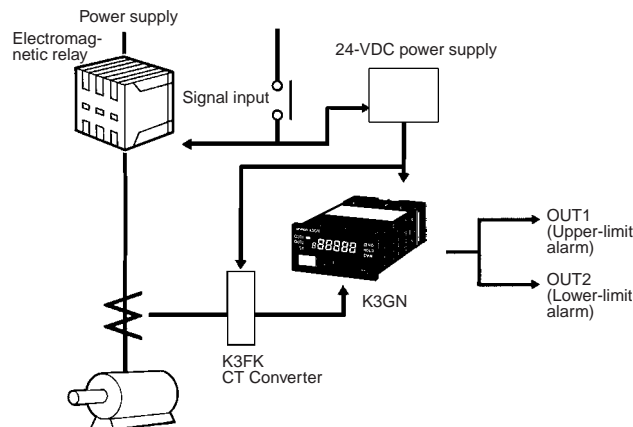 Power supply
Electromag-
netic relay
24-VDC power supply
Signal input
88888
OUT1
(Upper-limit
alarm)
K3GN
OUT2
(Lower-limit
alarm)
K3FK
CT Converter